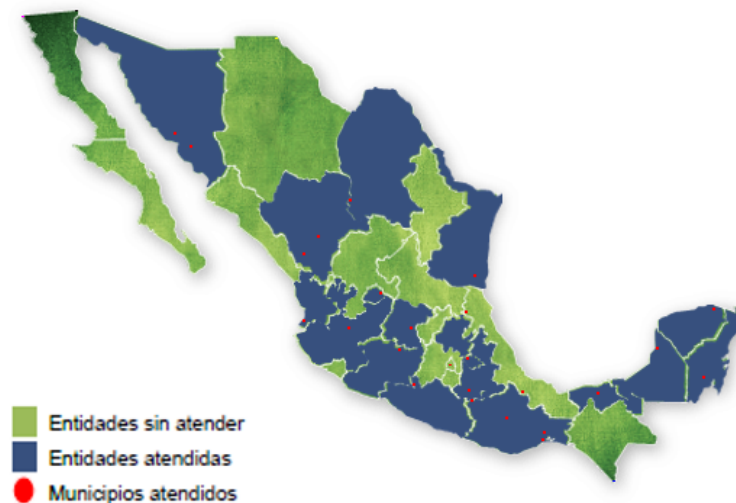 Entidades sin atender
Entidades atendidas
Municipios atendidos